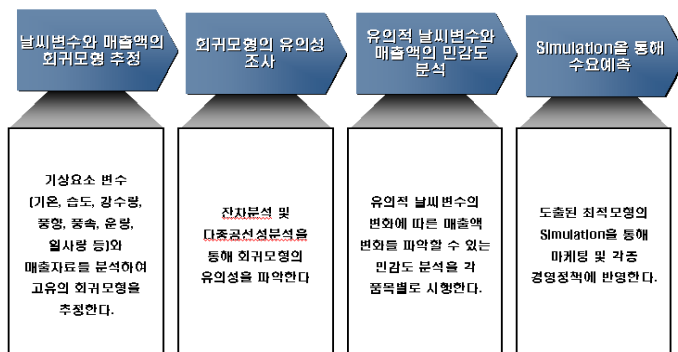 날씨변수와 매출액의
회귀모형 추정
회귀모형의 유의성
조사
유의적 날씨변수와
매출액의 민감도
분석
Simulation을 통해
수요예측
기상요소 변수
(기온, 습도, 강수량,
풍향, 풍속, 운량,
일사량 등)와
매출자료를 분석하여
고유의 회귀모형을
추정한다.
잔차분석 및
다중공선성분석을
통해 회귀모형의
유의성을 파악한다
유의적 날씨변수의
변화에 따른 매출액
변화를 파악할 수 있는
민감도 분석을 각
품목별로 시행한다.
도출된 최적모형의
Simulation을 통해
마케팅 및 각종
경영정책에 반영한다.